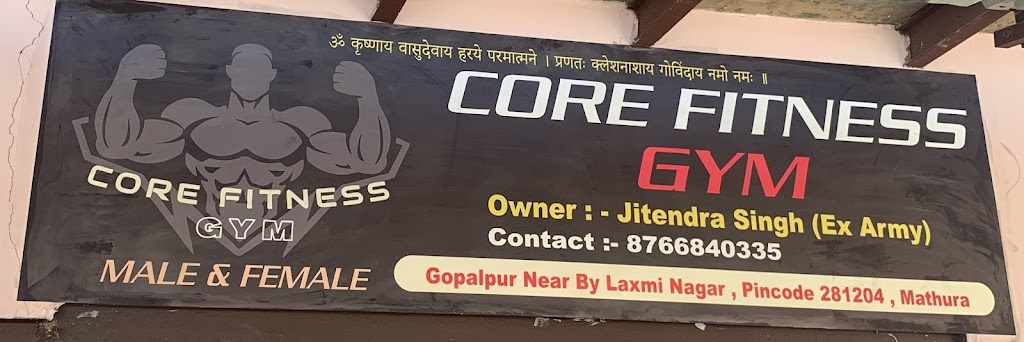 ॐ कृष्णाय वासुदेवाय हरये परमात्मने । प्रणतः क्लेशनाशाय गोविंदाय नमो नमः ॥
CORE FITNESS
GYM
Owner : - Jitendra Singh (Ex Army)
Contact :- 8766840335
Gopalpur Near By Laxmi Nagar , Pincode 281204 , Mathura
CORE FITNESS
GYM
MALE & FEMALE